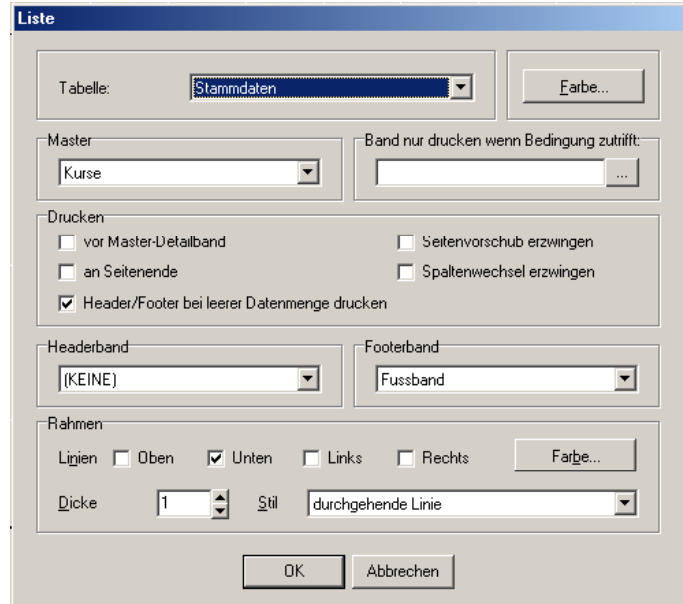 Liste
Tabelle: Stammdaten Farbe...
Master Band nur drucken wenn Bedingung zutrifft:
Kurse ...
Drucken
vor Master-Detailband Seitenvorschub erzwingen
an Seitenende Spaltenwechsel erzwingen
Header/Footer bei leerer Datenmenge drucken
Headerband Footerband
(KEINE) Fussband
Rahmen
Linien Oben Unten Links Rechts Farbe...
Dicke 1 Stil durchgehende Linie
OK Abbrechen